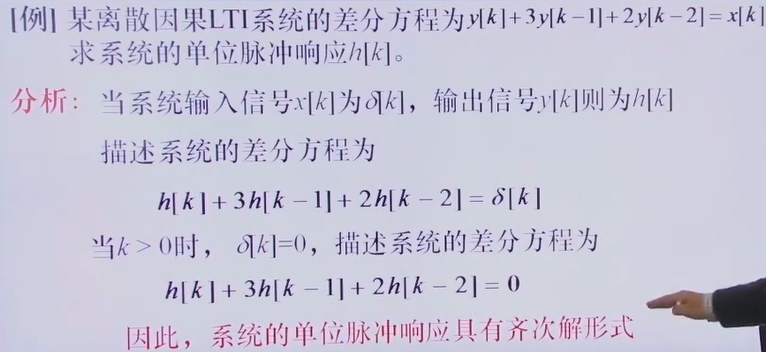 [例] 某离散因果LTI系统的差分方程为y[k]+3y[k-1]+2y[k-2]=x[k]
求系统的单位脉冲响应h[k]。
分析：当系统输入信号x[k]为δ[k]，输出信号y[k]则为h[k]
描述系统的差分方程为
h[k]+3h[k-1]+2h[k-2]=δ[k]
当k>0时，δ[k]=0，描述系统的差分方程为
h[k]+3h[k-1]+2h[k-2]=0
因此，系统的单位脉冲响应具有齐次解形式